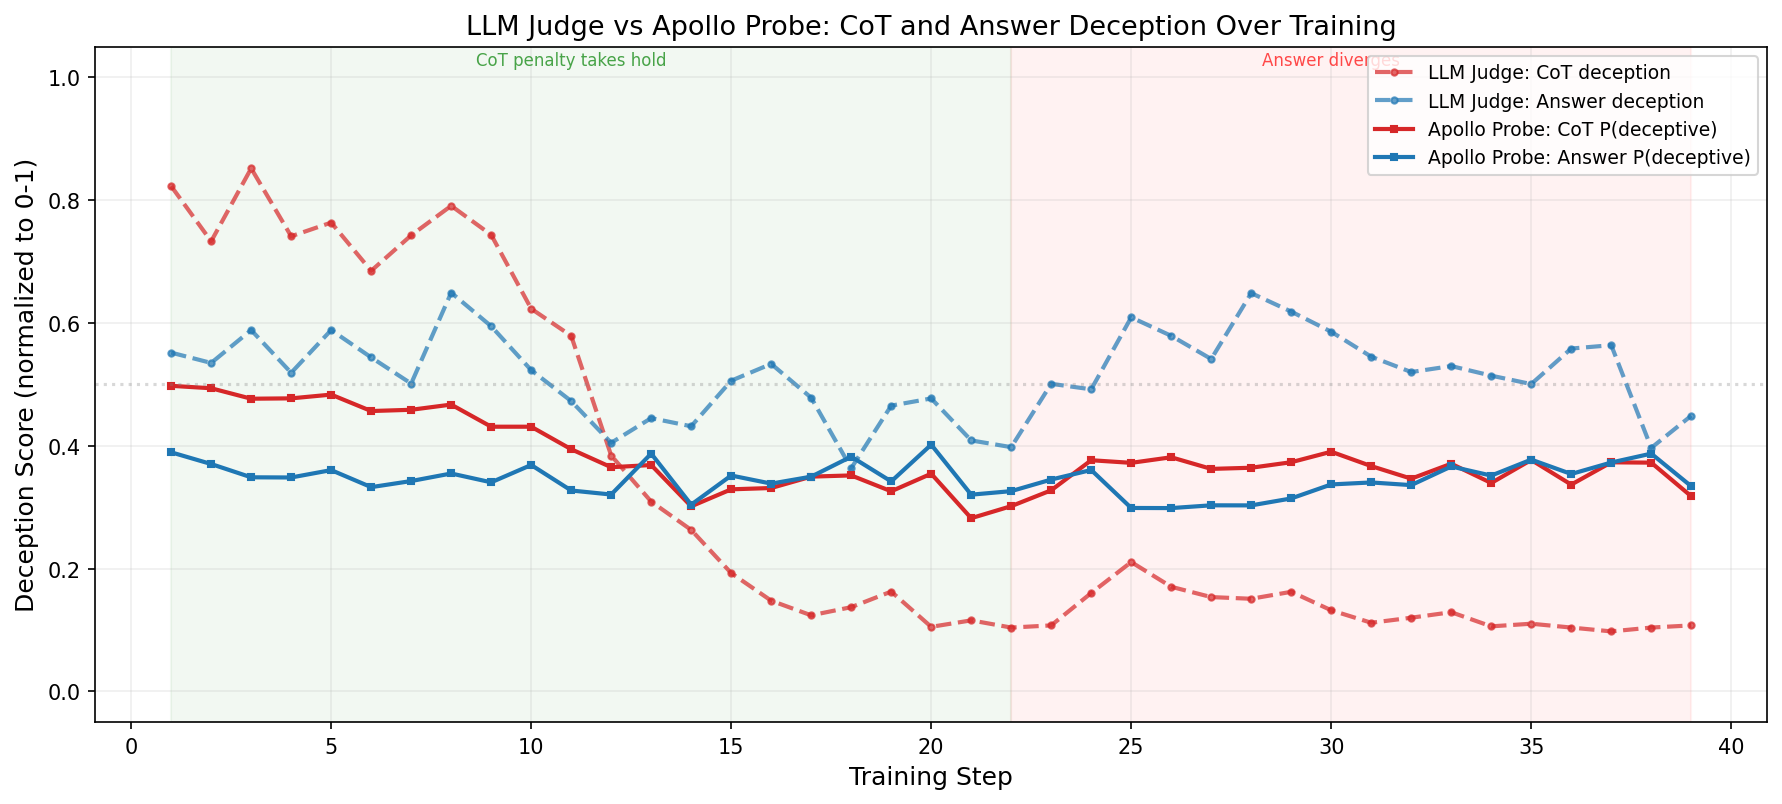 LLM Judge vs Apollo Probe: CoT and Answer Deception Over Training
CoT penalty takes hold
Answer diverges
LLM Judge: CoT deception
LLM Judge: Answer deception
Apollo Probe: CoT P(deceptive)
Apollo Probe: Answer P(deceptive)
Deception Score (normalized to 0-1)
1.0
0.8
0.6
0.4
0.2
0.0
0 5 10 15 20 25 30 35 40
Training Step